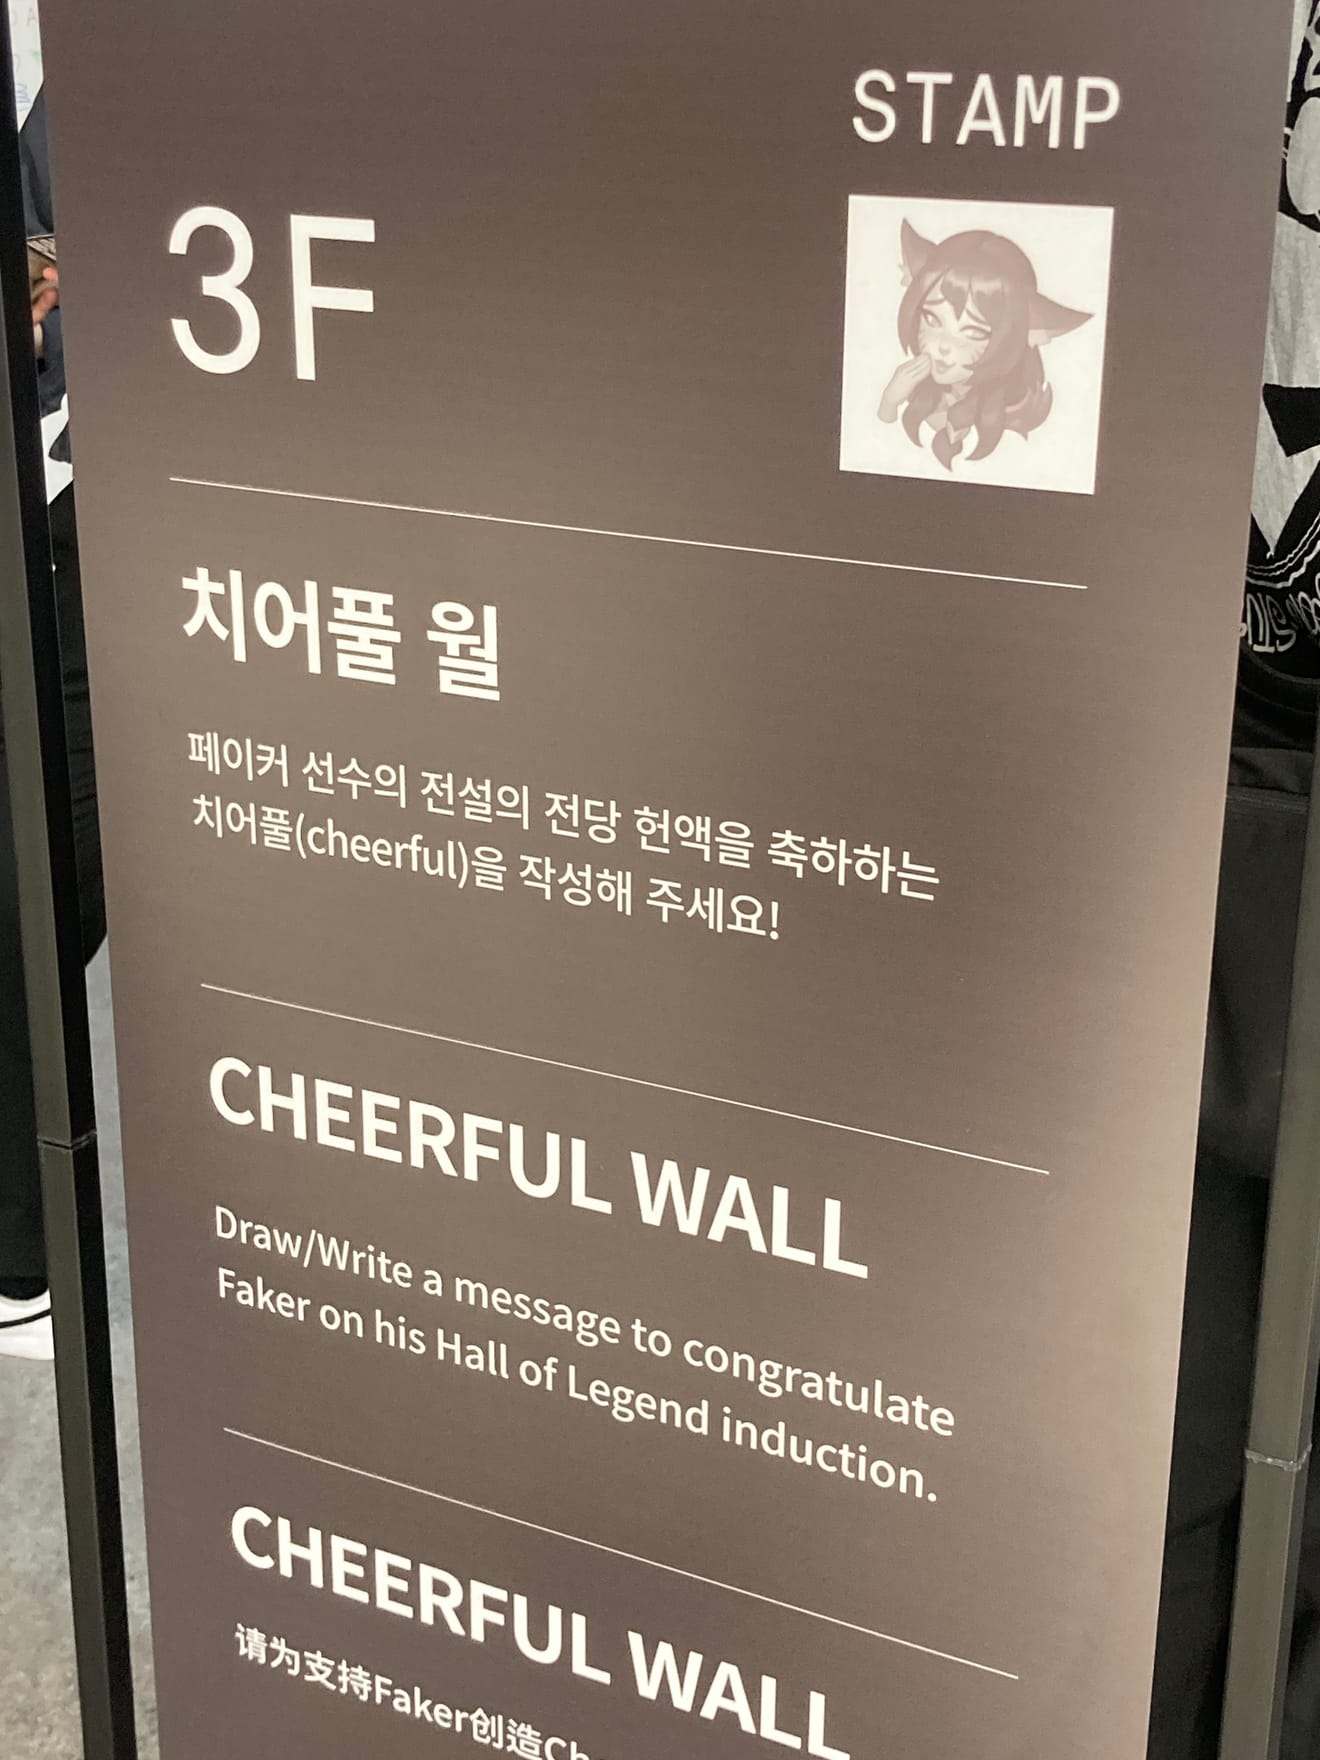 STAMP
3F
치어풀 월
페이커 선수의 전설의 전당 헌액을 축하하는
치어풀(cheerful)을 작성해 주세요!
CHEERFUL WALL
Draw/Write a message to congratulate
Faker on his Hall of Legend induction.
CHEERFUL WALL
请为支持Faker创造Ch